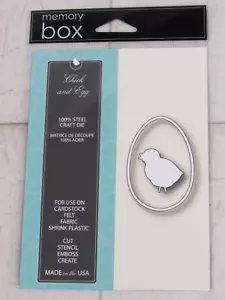 memory
box
Chick
and Egg
100% STEEL
CRAFT DIE
MATRICE DE DÉCOUPE
100% ACIER
FOR USE ON
CARDSTOCK
FELT
FABRIC
SHRINK PLASTIC
CUT
STENCIL
EMBOSS
CREATE
MADE in the USA